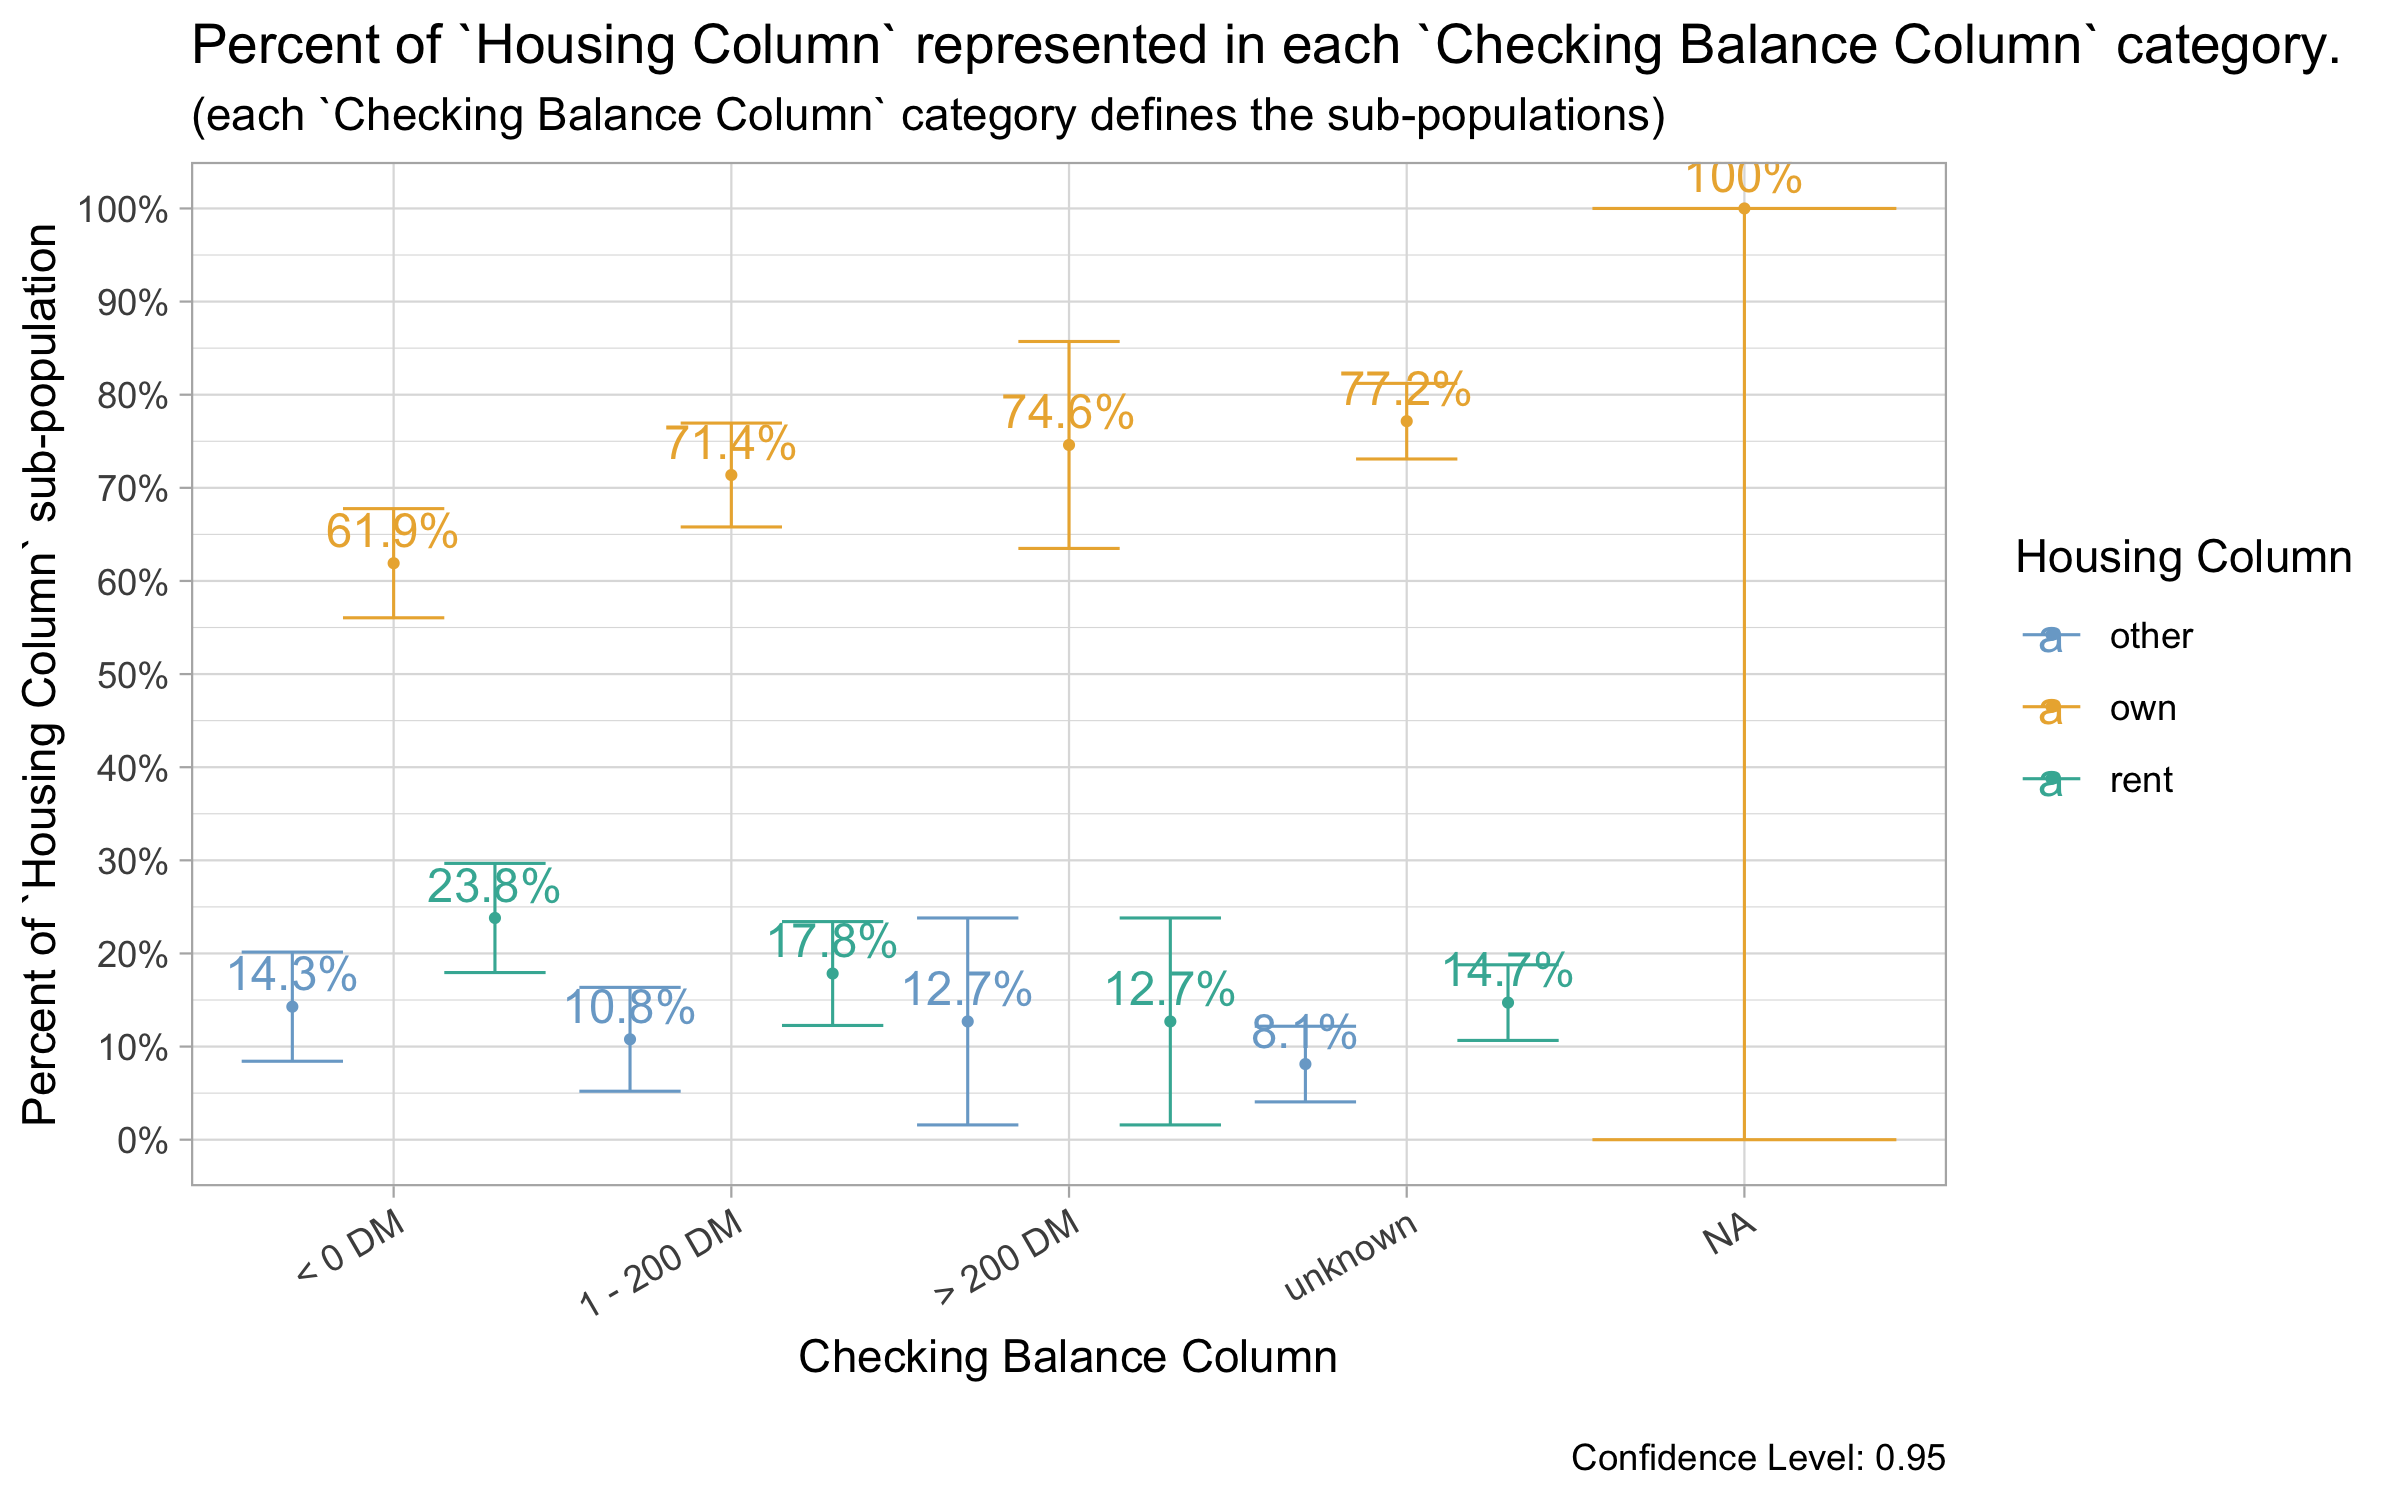 Percent of `Housing Column` represented in each `Checking Balance Column` category.
(each `Checking Balance Column` category defines the sub-populations)
Percent of `Housing Column` sub-population
100%
90%
80%
70%
60%
50%
40%
30%
20%
10%
0%
100%
77.2%
74.6%
71.4%
61.9%
23.8%
17.8%
14.3%
10.8%
12.7%
12.7%
8.1%
14.7%
Housing Column
a other
a own
a rent
< 0 DM
1 - 200 DM
> 200 DM
unknown
NA
Checking Balance Column
Confidence Level: 0.95